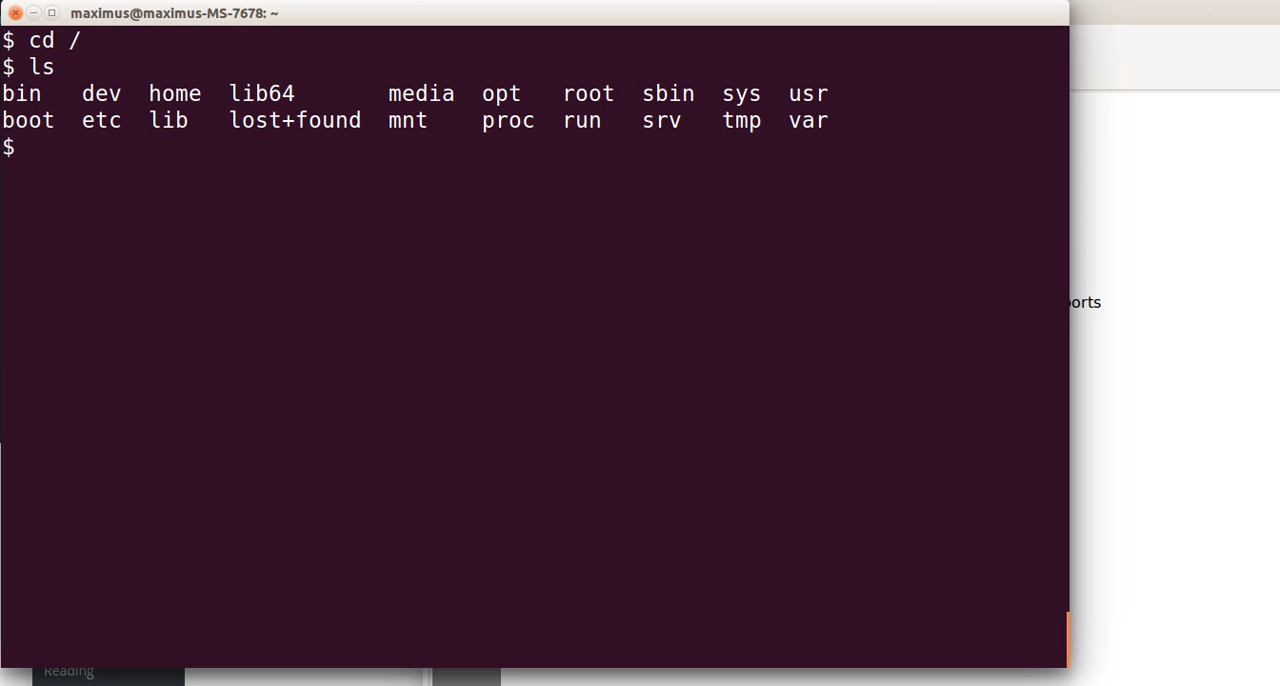 maximus@maximus-MS-7678: ~
$ cd /
$ ls
bin dev home lib64 media opt root sbin sys usr
boot etc lib lost+found mnt proc run srv tmp var
$
orts
Reading